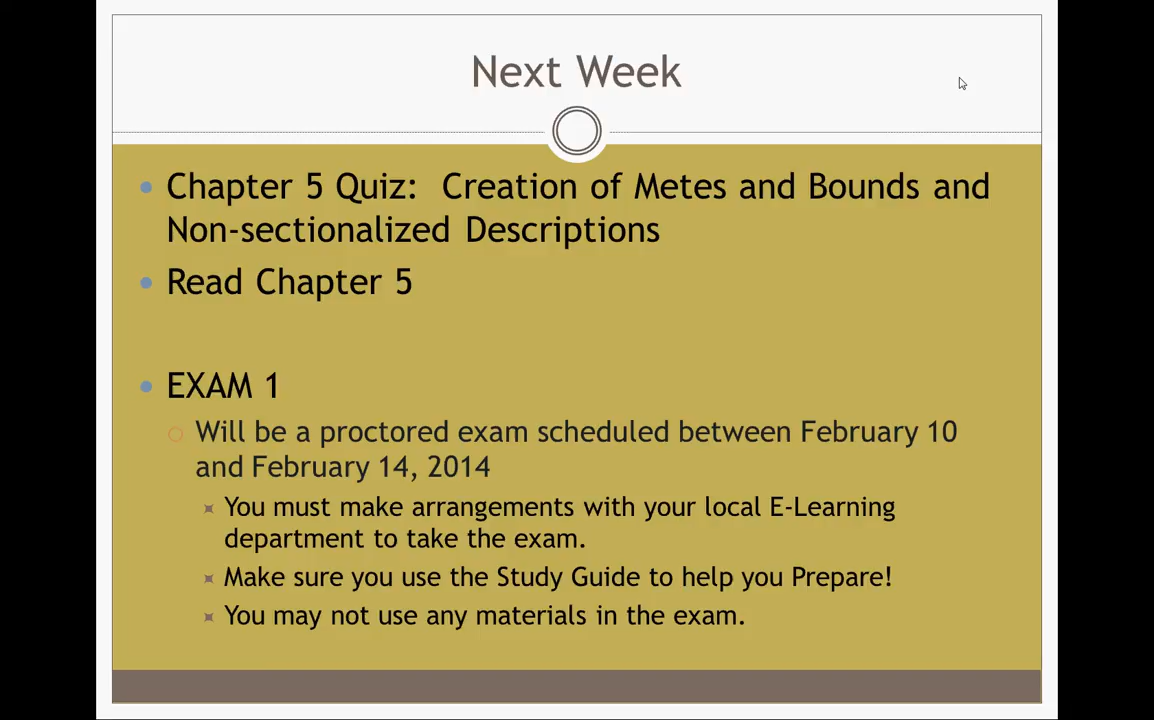 Next Week
Chapter 5 Quiz:  Creation of Metes and Bounds and
Non-sectionalized Descriptions
Read Chapter 5
EXAM 1
Will be a proctored exam scheduled between February 10
and February 14, 2014
You must make arrangements with your local E-Learning
department to take the exam.
Make sure you use the Study Guide to help you Prepare!
You may not use any materials in the exam.